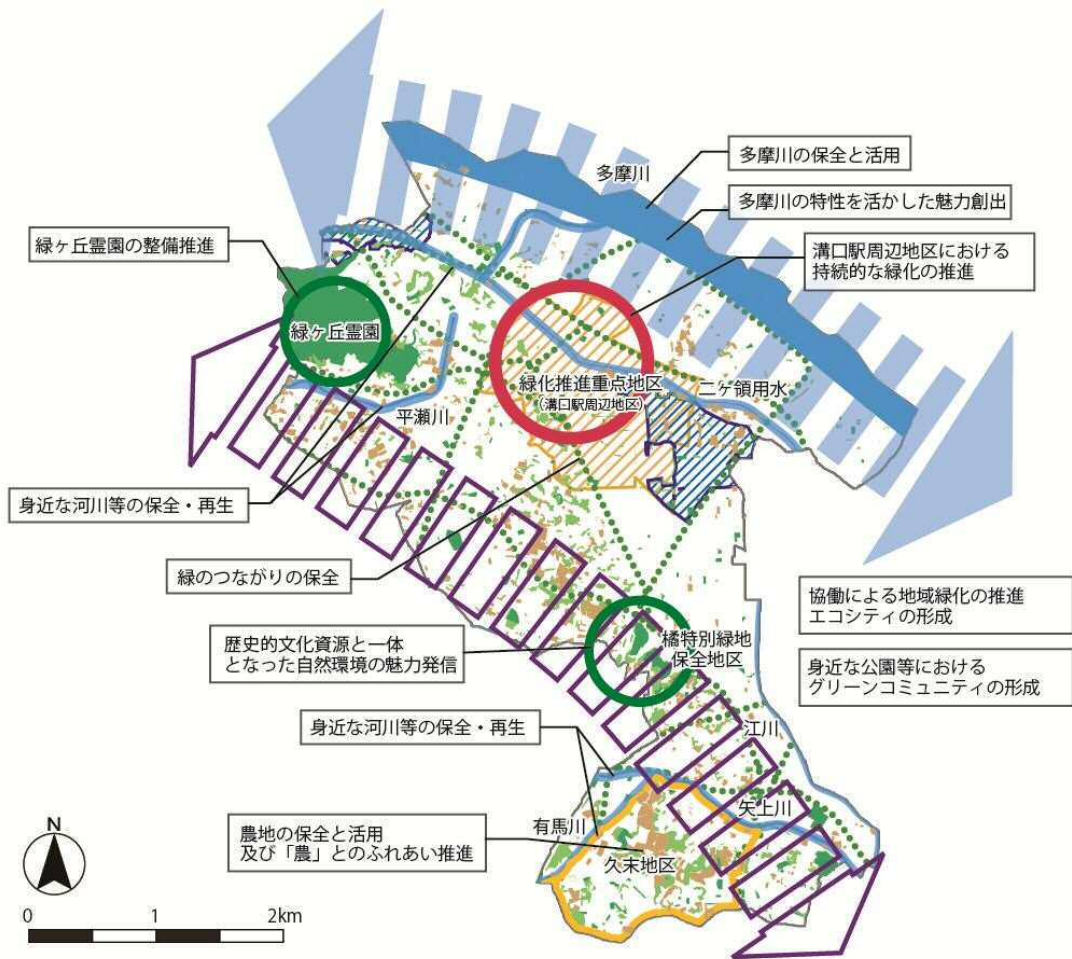 多摩川の保全と活用
多摩川
多摩川の特性を活かした魅力創出
緑ヶ丘霊園の整備推進
溝口駅周辺地区における
持続的な緑化の推進
緑ヶ丘霊園
緑化推進重点地区
(溝口駅周辺地区)
二ヶ領用水
平瀬川
身近な河川等の保全・再生
緑のつながりの保全
協働による地域緑化の推進
エコシティの形成
歴史的文化資源と一体
となった自然環境の魅力発信
橘特別緑地
保全地区
身近な公園等における
グリーンコミュニティの形成
身近な河川等の保全・再生
江川
矢上川
有馬川
農地の保全と活用
及び「農」とのふれあい推進
久末地区
N
0 1 2km